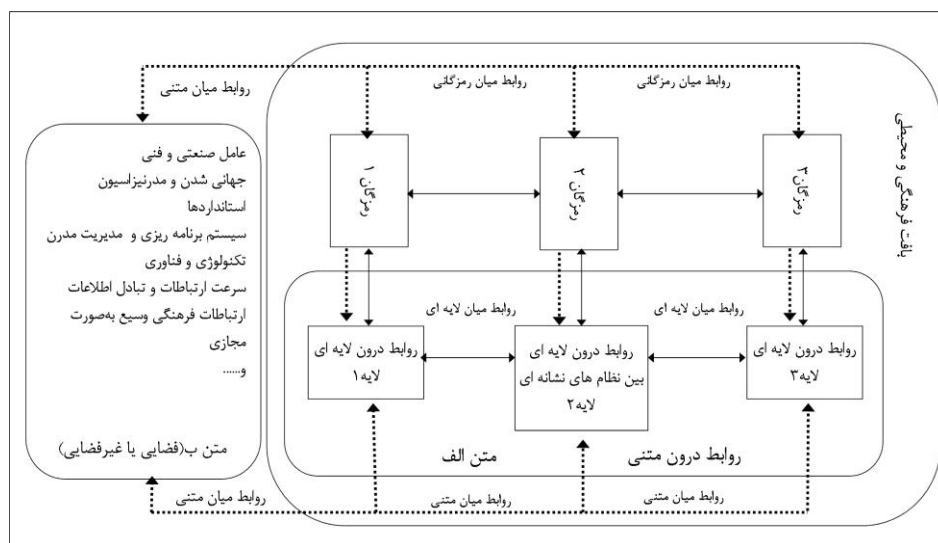 روابط میان رمزگانی
روابط میان رمزگانی
روابط میان متنی
بافت فرهنگی و محیطی
رمزگان ۳
رمزگان ۲
رمزگان ۱
روابط میان لایه ای
روابط میان لایه ای
روابط درون لایه ای
لایه۳
روابط درون لایه ای
بین نظام های نشانه ای
لایه۲
روابط درون لایه ای
لایه۱
روابط درون متنی
متن الف
روابط میان متنی
روابط میان متنی
روابط میان متنی
عامل صنعتی و فنی
جهانی شدن و مدرنیزاسیون
استانداردها
سیستم برنامه ریزی و مدیریت مدرن
تکنولوژی و فناوری
سرعت ارتباطات و تبادل اطلاعات
ارتباطات فرهنگی وسیع به‌صورت
مجازی
و......
متن ب(فضایی یا غیرفضایی)